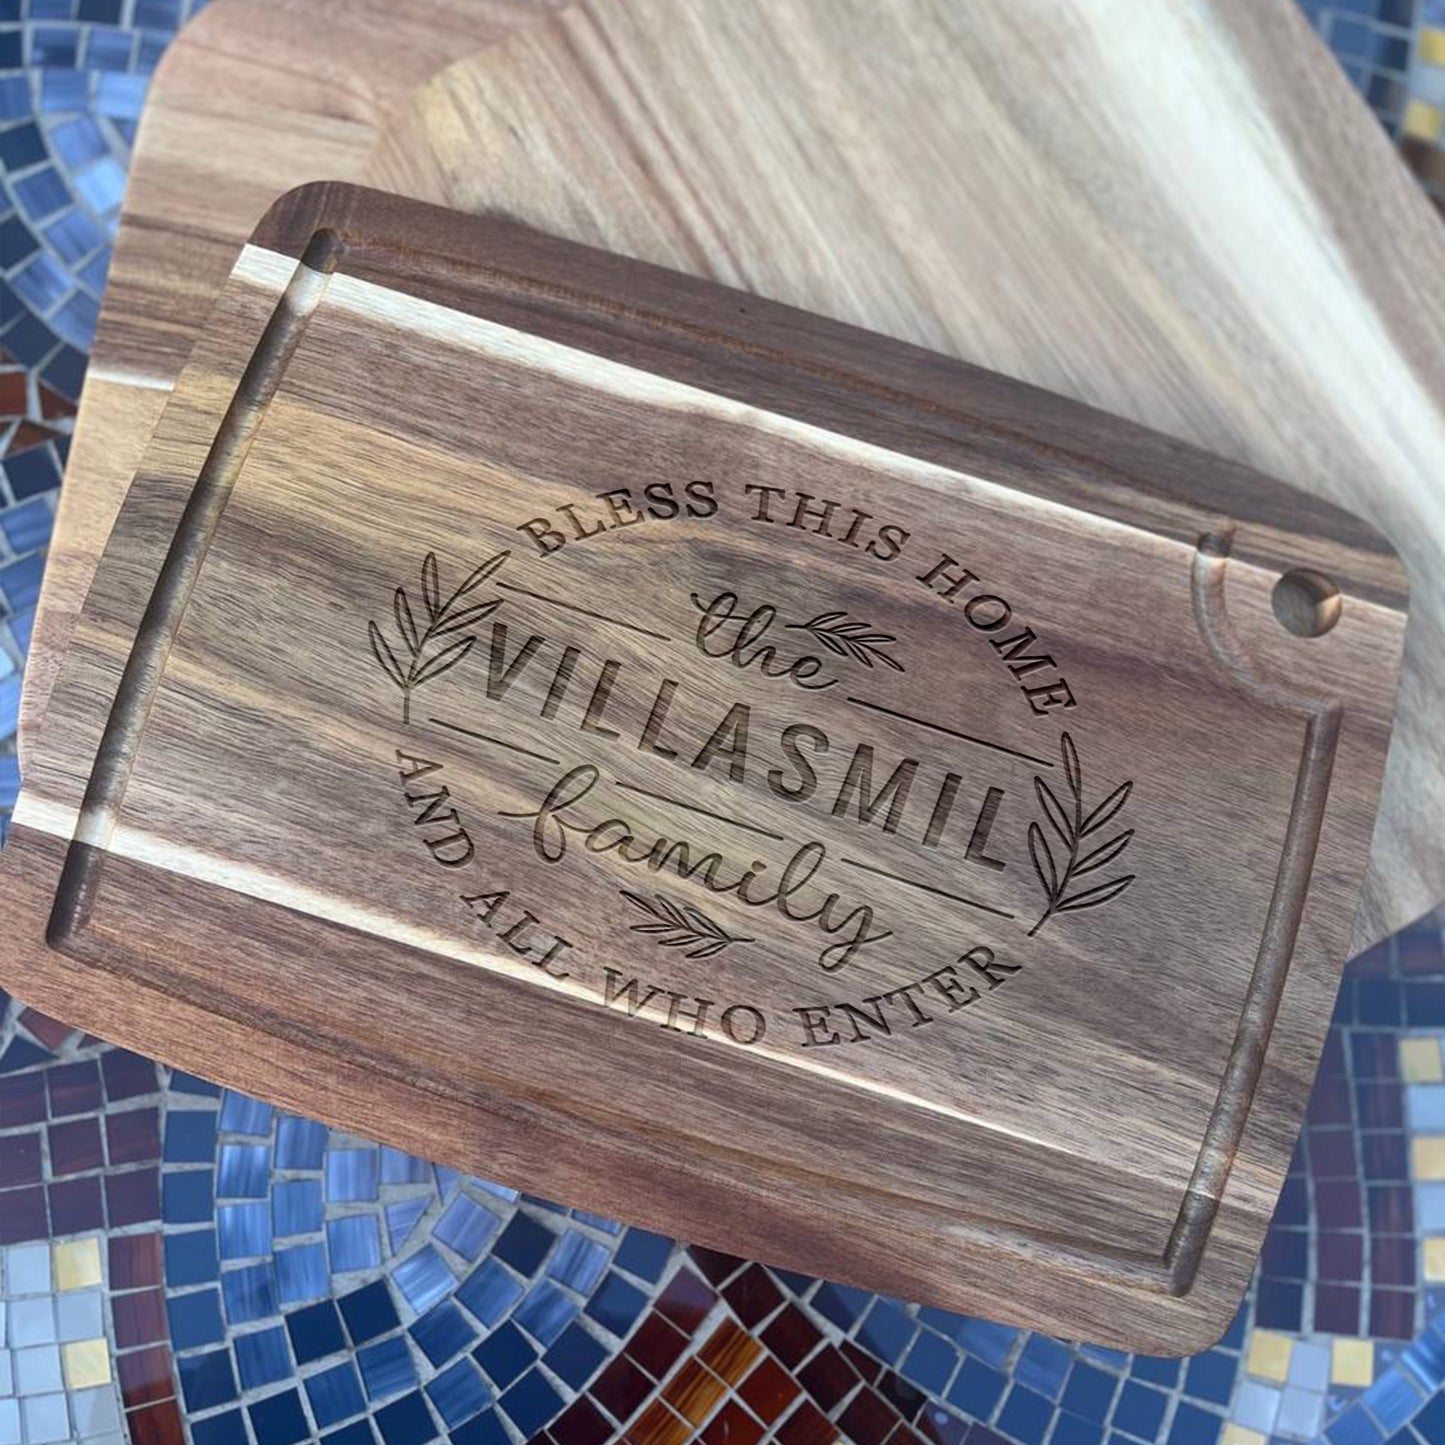 BLESS THIS HOME
the
VILLASMIL
family
AND ALL WHO ENTER